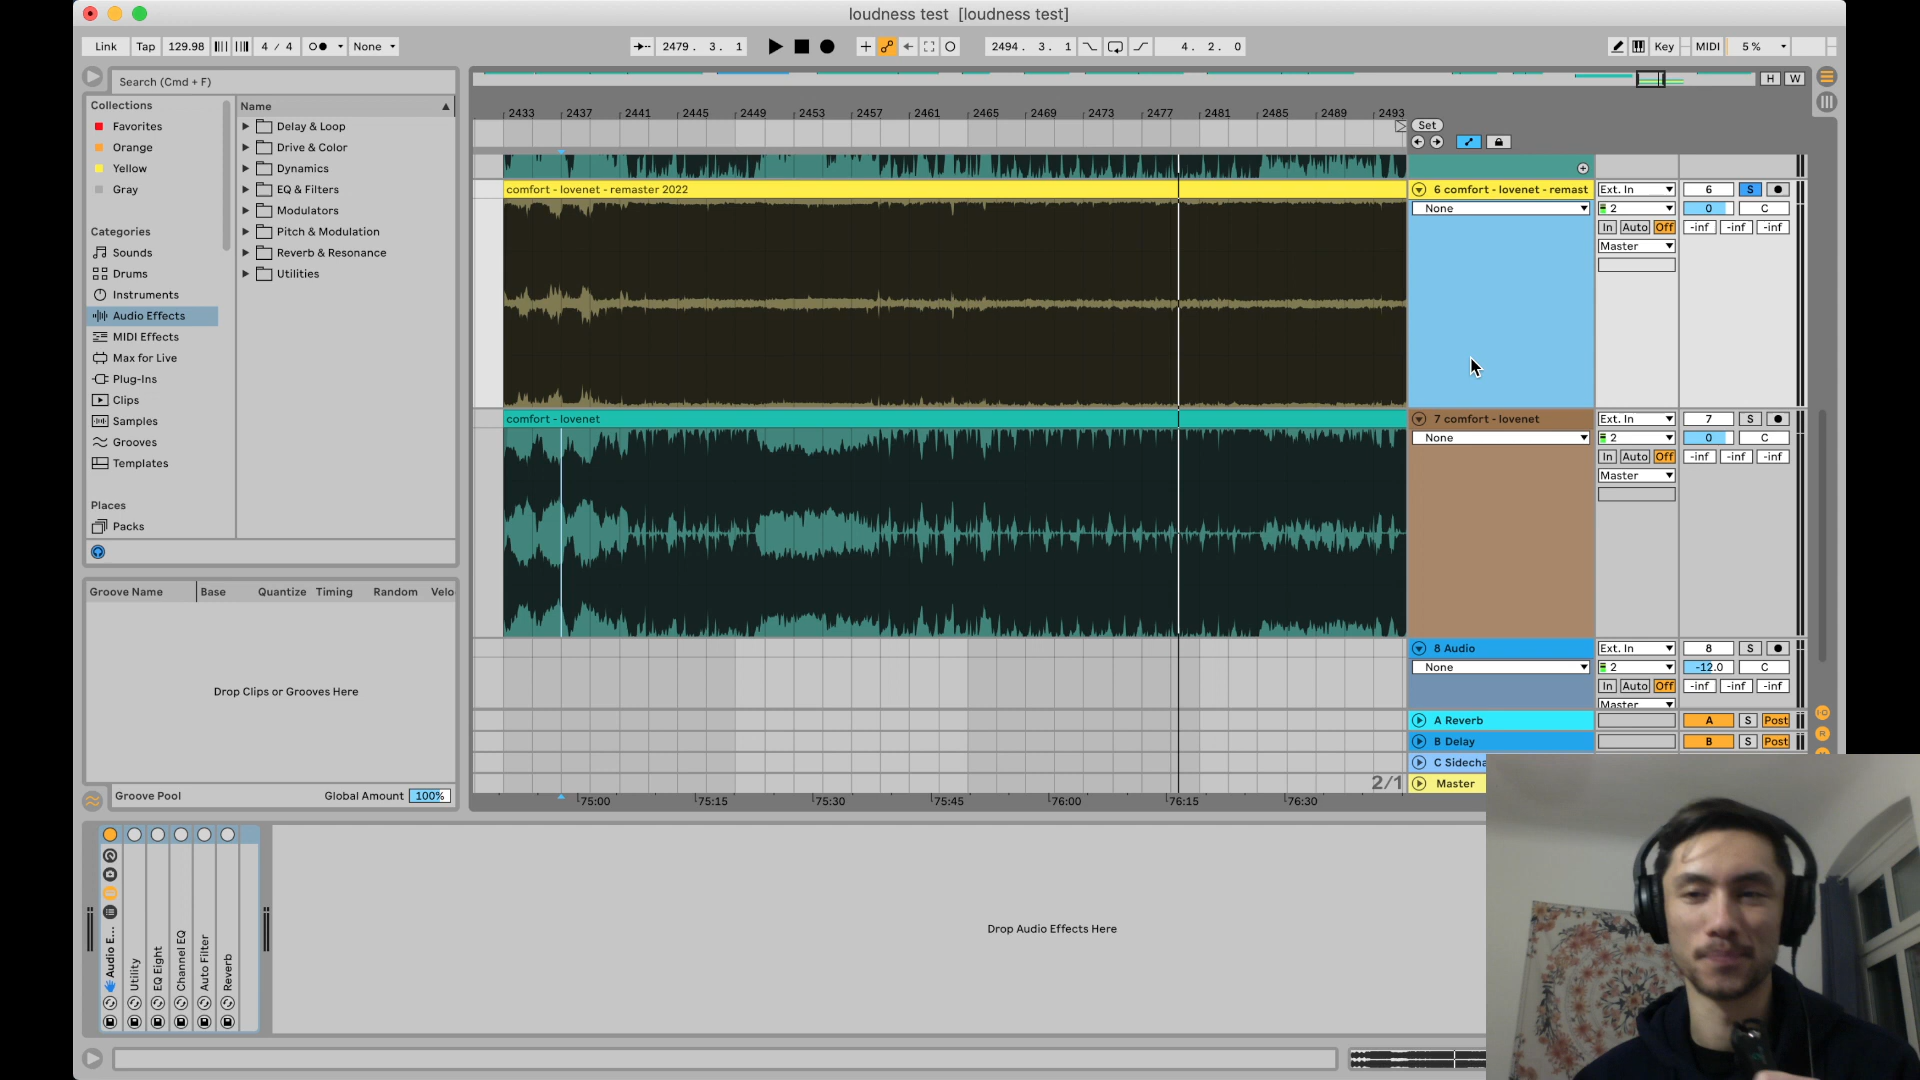 loudness test [loudness test]
Link Tap 129.98 4 / 4 None 2479. 3. 1 2494. 3. 1 4. 2. 0 Key MIDI 5 %
Search (Cmd + F)
H W
Collections
Favorites
Orange
Yellow
Gray
Categories
Sounds
Drums
Instruments
Audio Effects
MIDI Effects
Max for Live
Plug-Ins
Clips
Samples
Grooves
Templates
Places
Packs
Name
Delay & Loop
Drive & Color
Dynamics
EQ & Filters
Modulators
Pitch & Modulation
Reverb & Resonance
Utilities
2433 2437 2441 2445 2449 2453 2457 2461 2465 2469 2473 2477 2481 2485 2489 2493
Set
comfort - lovenet - remaster 2022
6 comfort - lovenet - remast Ext. In 6 S
None 2 0 C
In Auto Off -inf -inf -inf
Master
comfort - lovenet
7 comfort - lovenet Ext. In 7 S
None 2 0 C
In Auto Off -inf -inf -inf
Master
8 Audio Ext. In 8 S
None 2 -12.0 C
In Auto Off -inf -inf -inf
Master
A Reverb A S Post
B Delay B S Post
C Sidecha
2/1 Master
75:00 75:15 75:30 75:45 76:00 76:15 76:30
Groove Name Base Quantize Timing Random Velo
Drop Clips or Grooves Here
Groove Pool Global Amount 100%
Audio E...
Utility
EQ Eight
Channel EQ
Auto Filter
Reverb
Drop Audio Effects Here